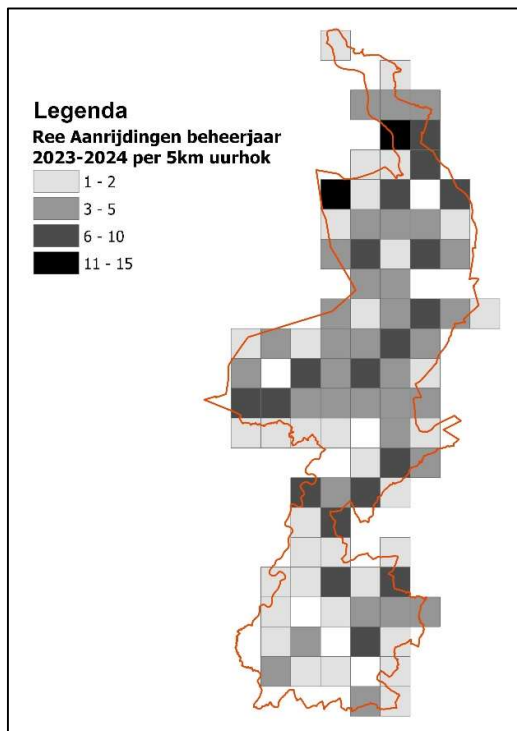 Legenda
Ree Aanrijdingen beheerjaar
2023-2024 per 5km uurhok
1 - 2
3 - 5
6 - 10
11 - 15